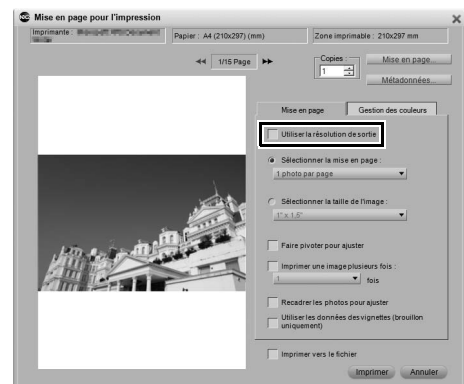 Mise en page pour l'impression
Imprimante :
Papier : A4 (210x297) (mm)
Zone imprimable : 210x297 mm
1/15 Page
Copies :
1
Mise en page...
Métadonnées...
Mise en page
Gestion des couleurs
Utiliser la résolution de sortie
Sélectionner la mise en page :
1 photo par page
Sélectionner la taille de l'image :
1" x 1,6"
Faire pivoter pour ajuster
Imprimer une image plusieurs fois :
1
fois
Recadrer les photos pour ajuster
Utiliser les données des vignettes (brouillon
uniquement)
Imprimer vers le fichier
Imprimer
Annuler